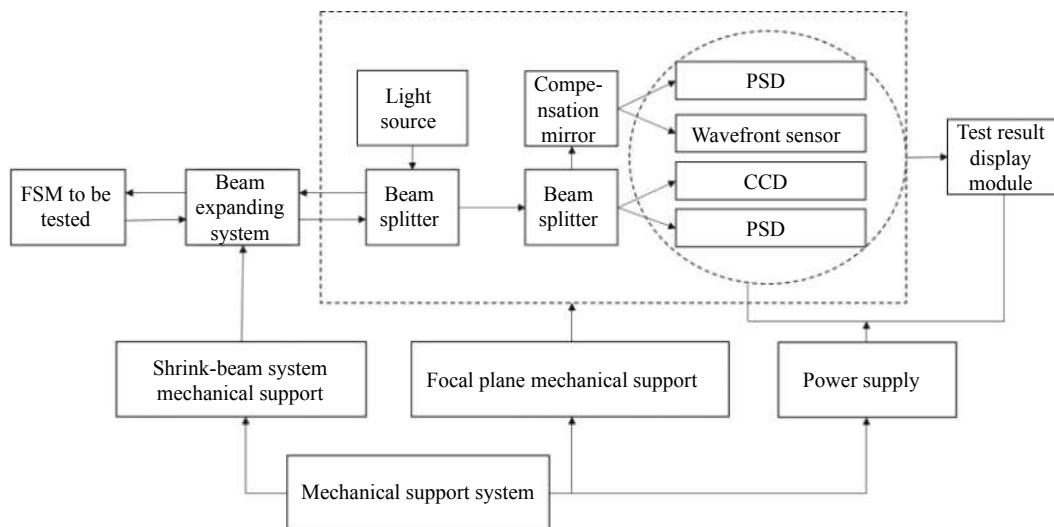 Light
source
Compe-
nsation
mirror
PSD
Wavefront sensor
CCD
PSD
Test result
display
module
FSM to be
tested
Beam
expanding
system
Beam
splitter
Beam
splitter
Shrink-beam system
mechanical support
Focal plane mechanical support
Power supply
Mechanical support system